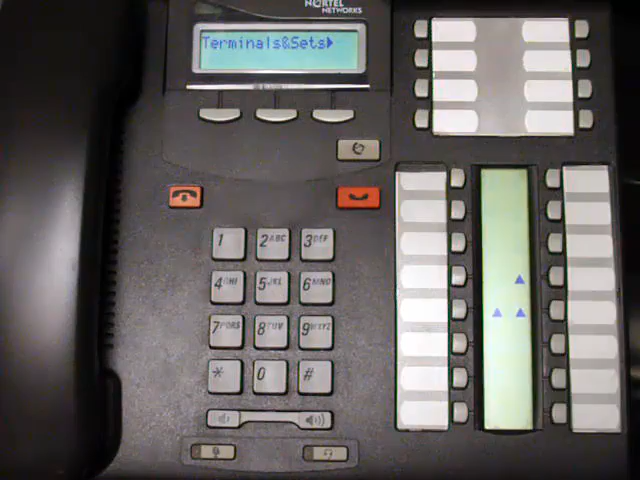 NORTEL
NETWORKS
Terminals&Sets
1 2ABC 3DEF
4GHI 5JKL 6MNO
7PQRS 8TUV 9WXYZ
* 0 #